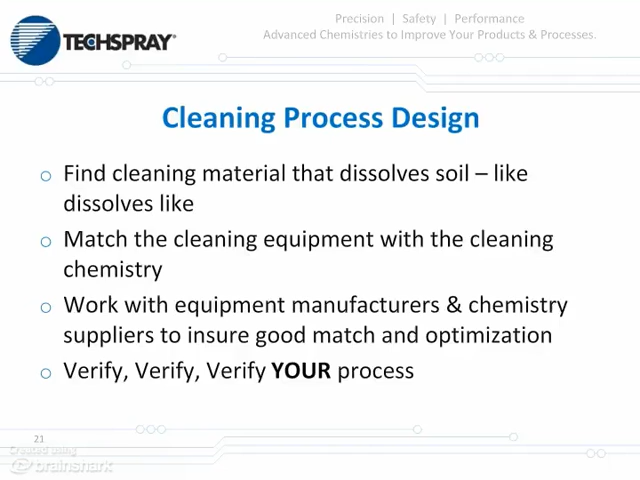 Precision | Safety | Performance
TECHSPRAY
Advanced Chemistries to Improve Your Products & Processes.
Cleaning Process Design
Find cleaning material that dissolves soil – like
dissolves like
Match the cleaning equipment with the cleaning
chemistry
Work with equipment manufacturers & chemistry
suppliers to insure good match and optimization
Verify, Verify, Verify YOUR process
21
Created using
brainshark